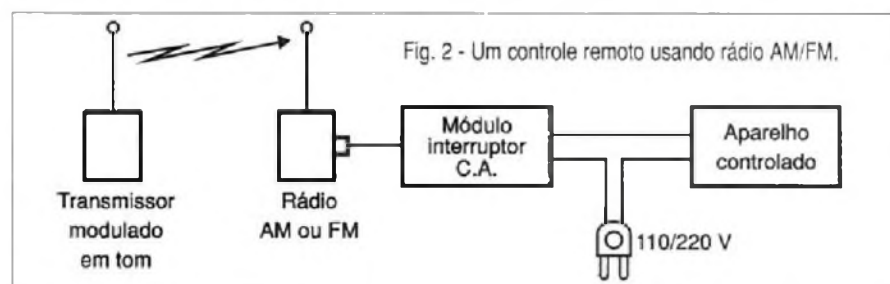 Fig. 2 - Um controle remoto usando rádio AM/FM.
Transmissor
modulado
em tom
Rádio
AM ou FM
Módulo
interruptor
C.A.
Aparelho
controlado
110/220 V